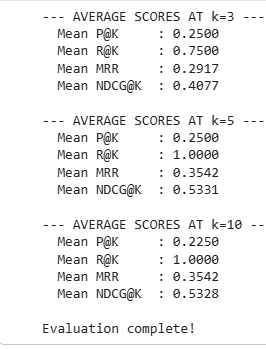 --- AVERAGE SCORES AT k=3 ---
Mean P@K : 0.2500
Mean R@K : 0.7500
Mean MRR : 0.2917
Mean NDCG@K : 0.4077
--- AVERAGE SCORES AT k=5 ---
Mean P@K : 0.2500
Mean R@K : 1.0000
Mean MRR : 0.3542
Mean NDCG@K : 0.5331
--- AVERAGE SCORES AT k=10 --
Mean P@K : 0.2250
Mean R@K : 1.0000
Mean MRR : 0.3542
Mean NDCG@K : 0.5328
Evaluation complete!